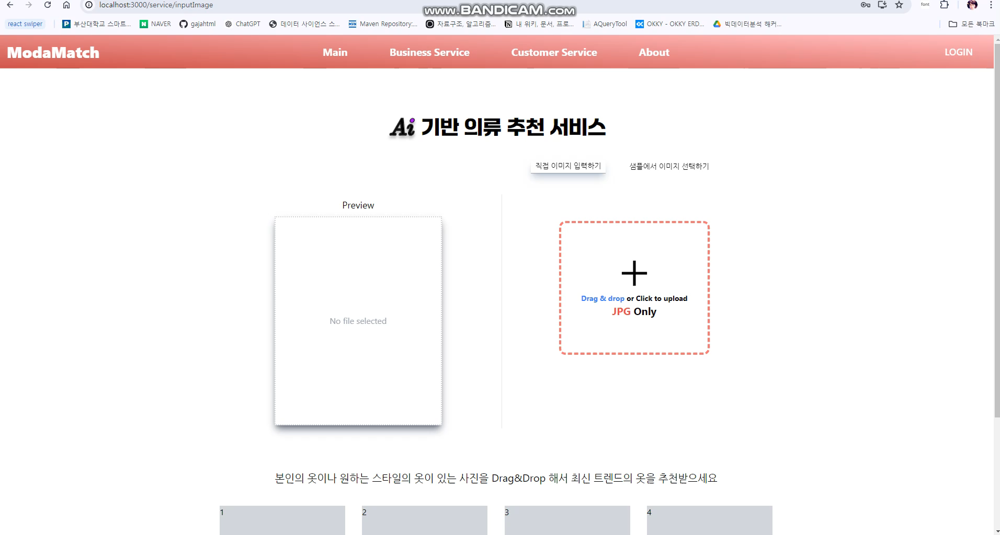 localhost:3000/service/inputImage
www.BANDICAM.com
font
react swiper
부산대학교 스마트...
NAVER
gajahtml
ChatGPT
데이터 사이언스 스...
Maven Repository:...
자료구조, 알고리즘...
내 위키, 문서, 프로...
AQueryTool
OKKY - OKKY ERD...
빅데이터분석 해커...
모든 북마크
ModaMatch
Main
Business Service
Customer Service
About
LOGIN
Ai 기반 의류 추천 서비스
직접 이미지 입력하기
샘플에서 이미지 선택하기
Preview
No file selected
Drag & drop or Click to upload
JPG Only
본인의 옷이나 원하는 스타일의 옷이 있는 사진을 Drag&Drop 해서 최신 트렌드의 옷을 추천받으세요
1
2
3
4